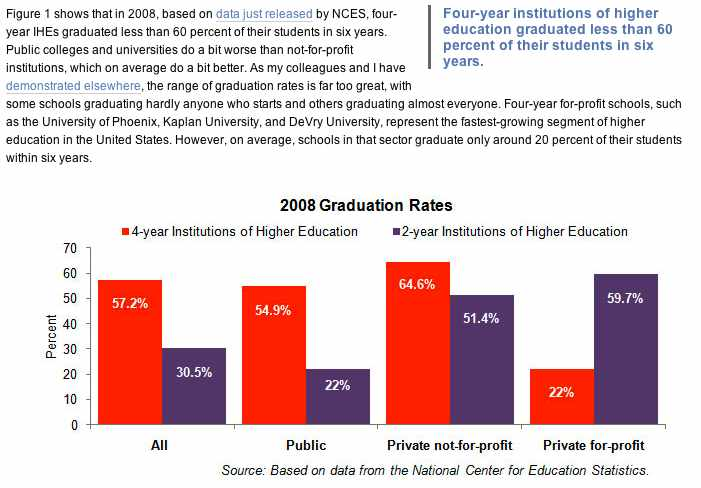 Figure 1 shows that in 2008, based on data just released by NCES, four-
year IHEs graduated less than 60 percent of their students in six years.
Public colleges and universities do a bit worse than not-for-profit
institutions, which on average do a bit better. As my colleagues and I have
demonstrated elsewhere, the range of graduation rates is far too great, with
some schools graduating hardly anyone who starts and others graduating almost everyone. Four-year for-profit schools, such
as the University of Phoenix, Kaplan University, and DeVry University, represent the fastest-growing segment of higher
education in the United States. However, on average, schools in that sector graduate only around 20 percent of their students
within six years.
Four-year institutions of higher
education graduated less than 60
percent of their students in six
years.
2008 Graduation Rates
4-year Institutions of Higher Education
2-year Institutions of Higher Education
Percent
70
60
50
40
30
20
10
0
57.2%
30.5%
54.9%
22%
64.6%
51.4%
22%
59.7%
All
Public
Private not-for-profit
Private for-profit
Source: Based on data from the National Center for Education Statistics.